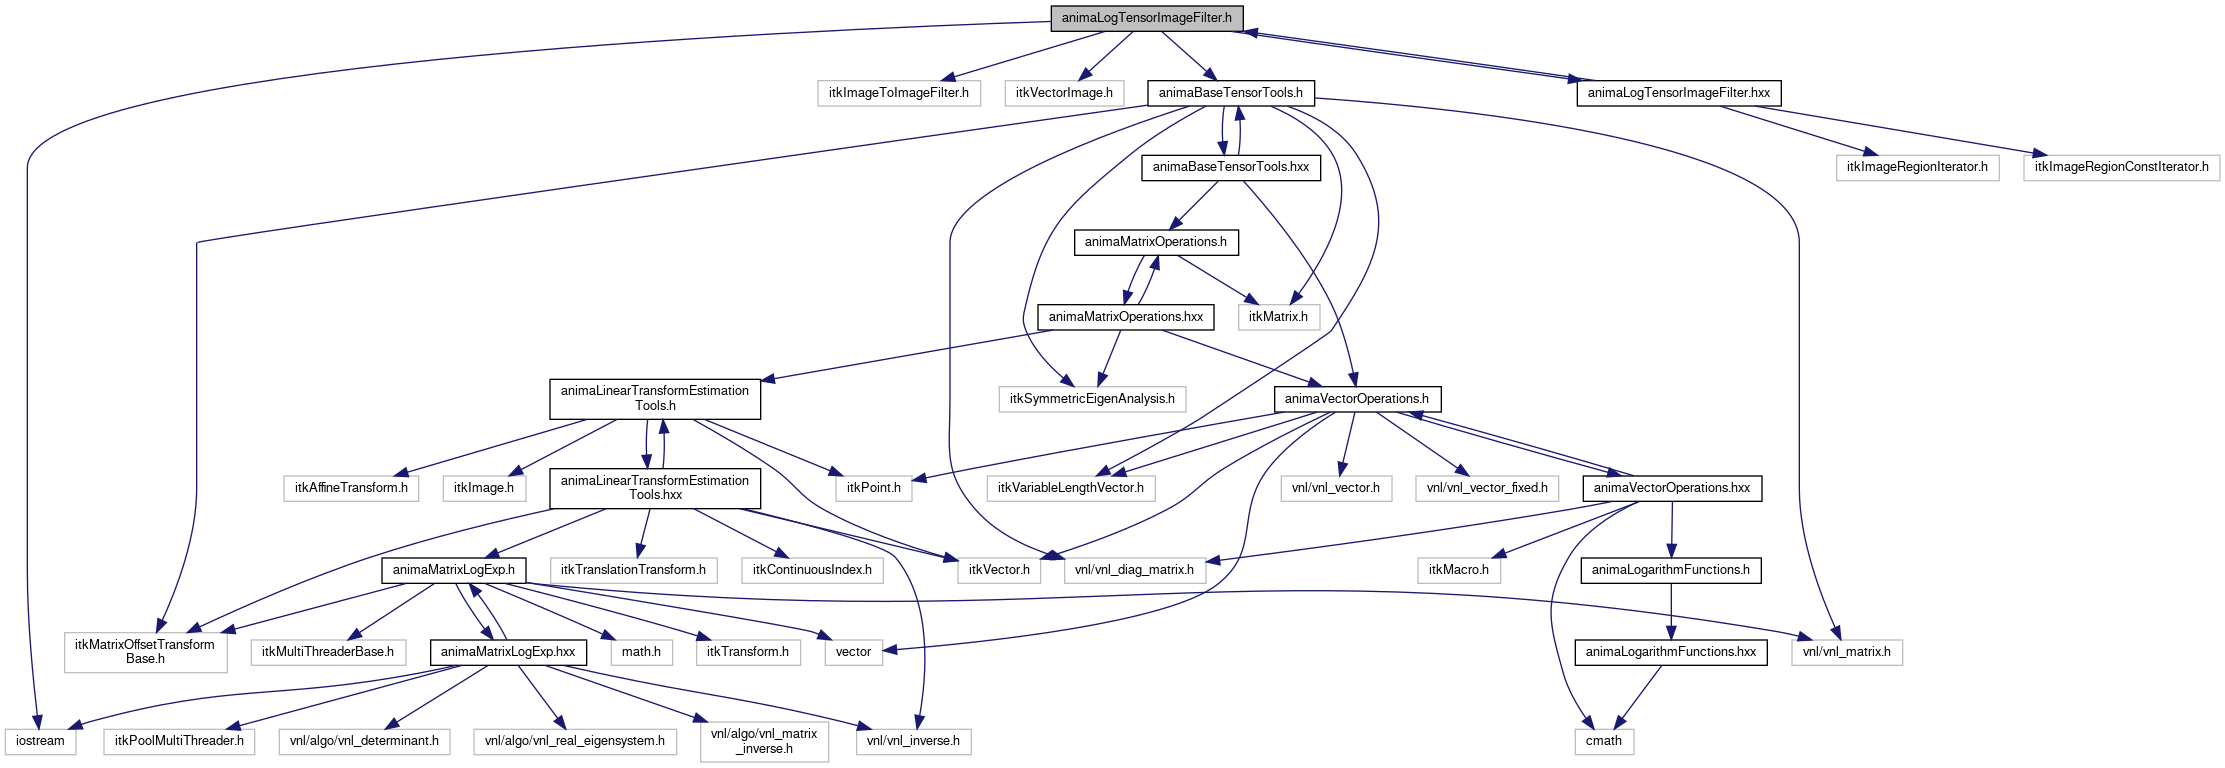 animaLogTensorImageFilter.h
itkImageToImageFilter.h
itkVectorImage.h
animaBaseTensorTools.h
animaLogTensorImageFilter.hxx
animaBaseTensorTools.hxx
itkImageRegionIterator.h
itkImageRegionConstIterator.h
animaMatrixOperations.h
animaMatrixOperations.hxx
itkMatrix.h
animaLinearTransformEstimation
Tools.h
itkSymmetricEigenAnalysis.h
animaVectorOperations.h
itkAffineTransform.h
itkImage.h
animaLinearTransformEstimation
Tools.hxx
itkPoint.h
itkVariableLengthVector.h
vnl/vnl_vector.h
vnl/vnl_vector_fixed.h
animaVectorOperations.hxx
animaMatrixLogExp.h
itkTranslationTransform.h
itkContinuousIndex.h
itkVector.h
vnl/vnl_diag_matrix.h
itkMacro.h
animaLogarithmFunctions.h
itkMatrixOffsetTransform
Base.h
itkMultiThreaderBase.h
animaMatrixLogExp.hxx
math.h
itkTransform.h
vector
animaLogarithmFunctions.hxx
vnl/vnl_matrix.h
iostream
itkPoolMultiThreader.h
vnl/algo/vnl_determinant.h
vnl/algo/vnl_real_eigensystem.h
vnl/algo/vnl_matrix
_inverse.h
vnl/vnl_inverse.h
cmath